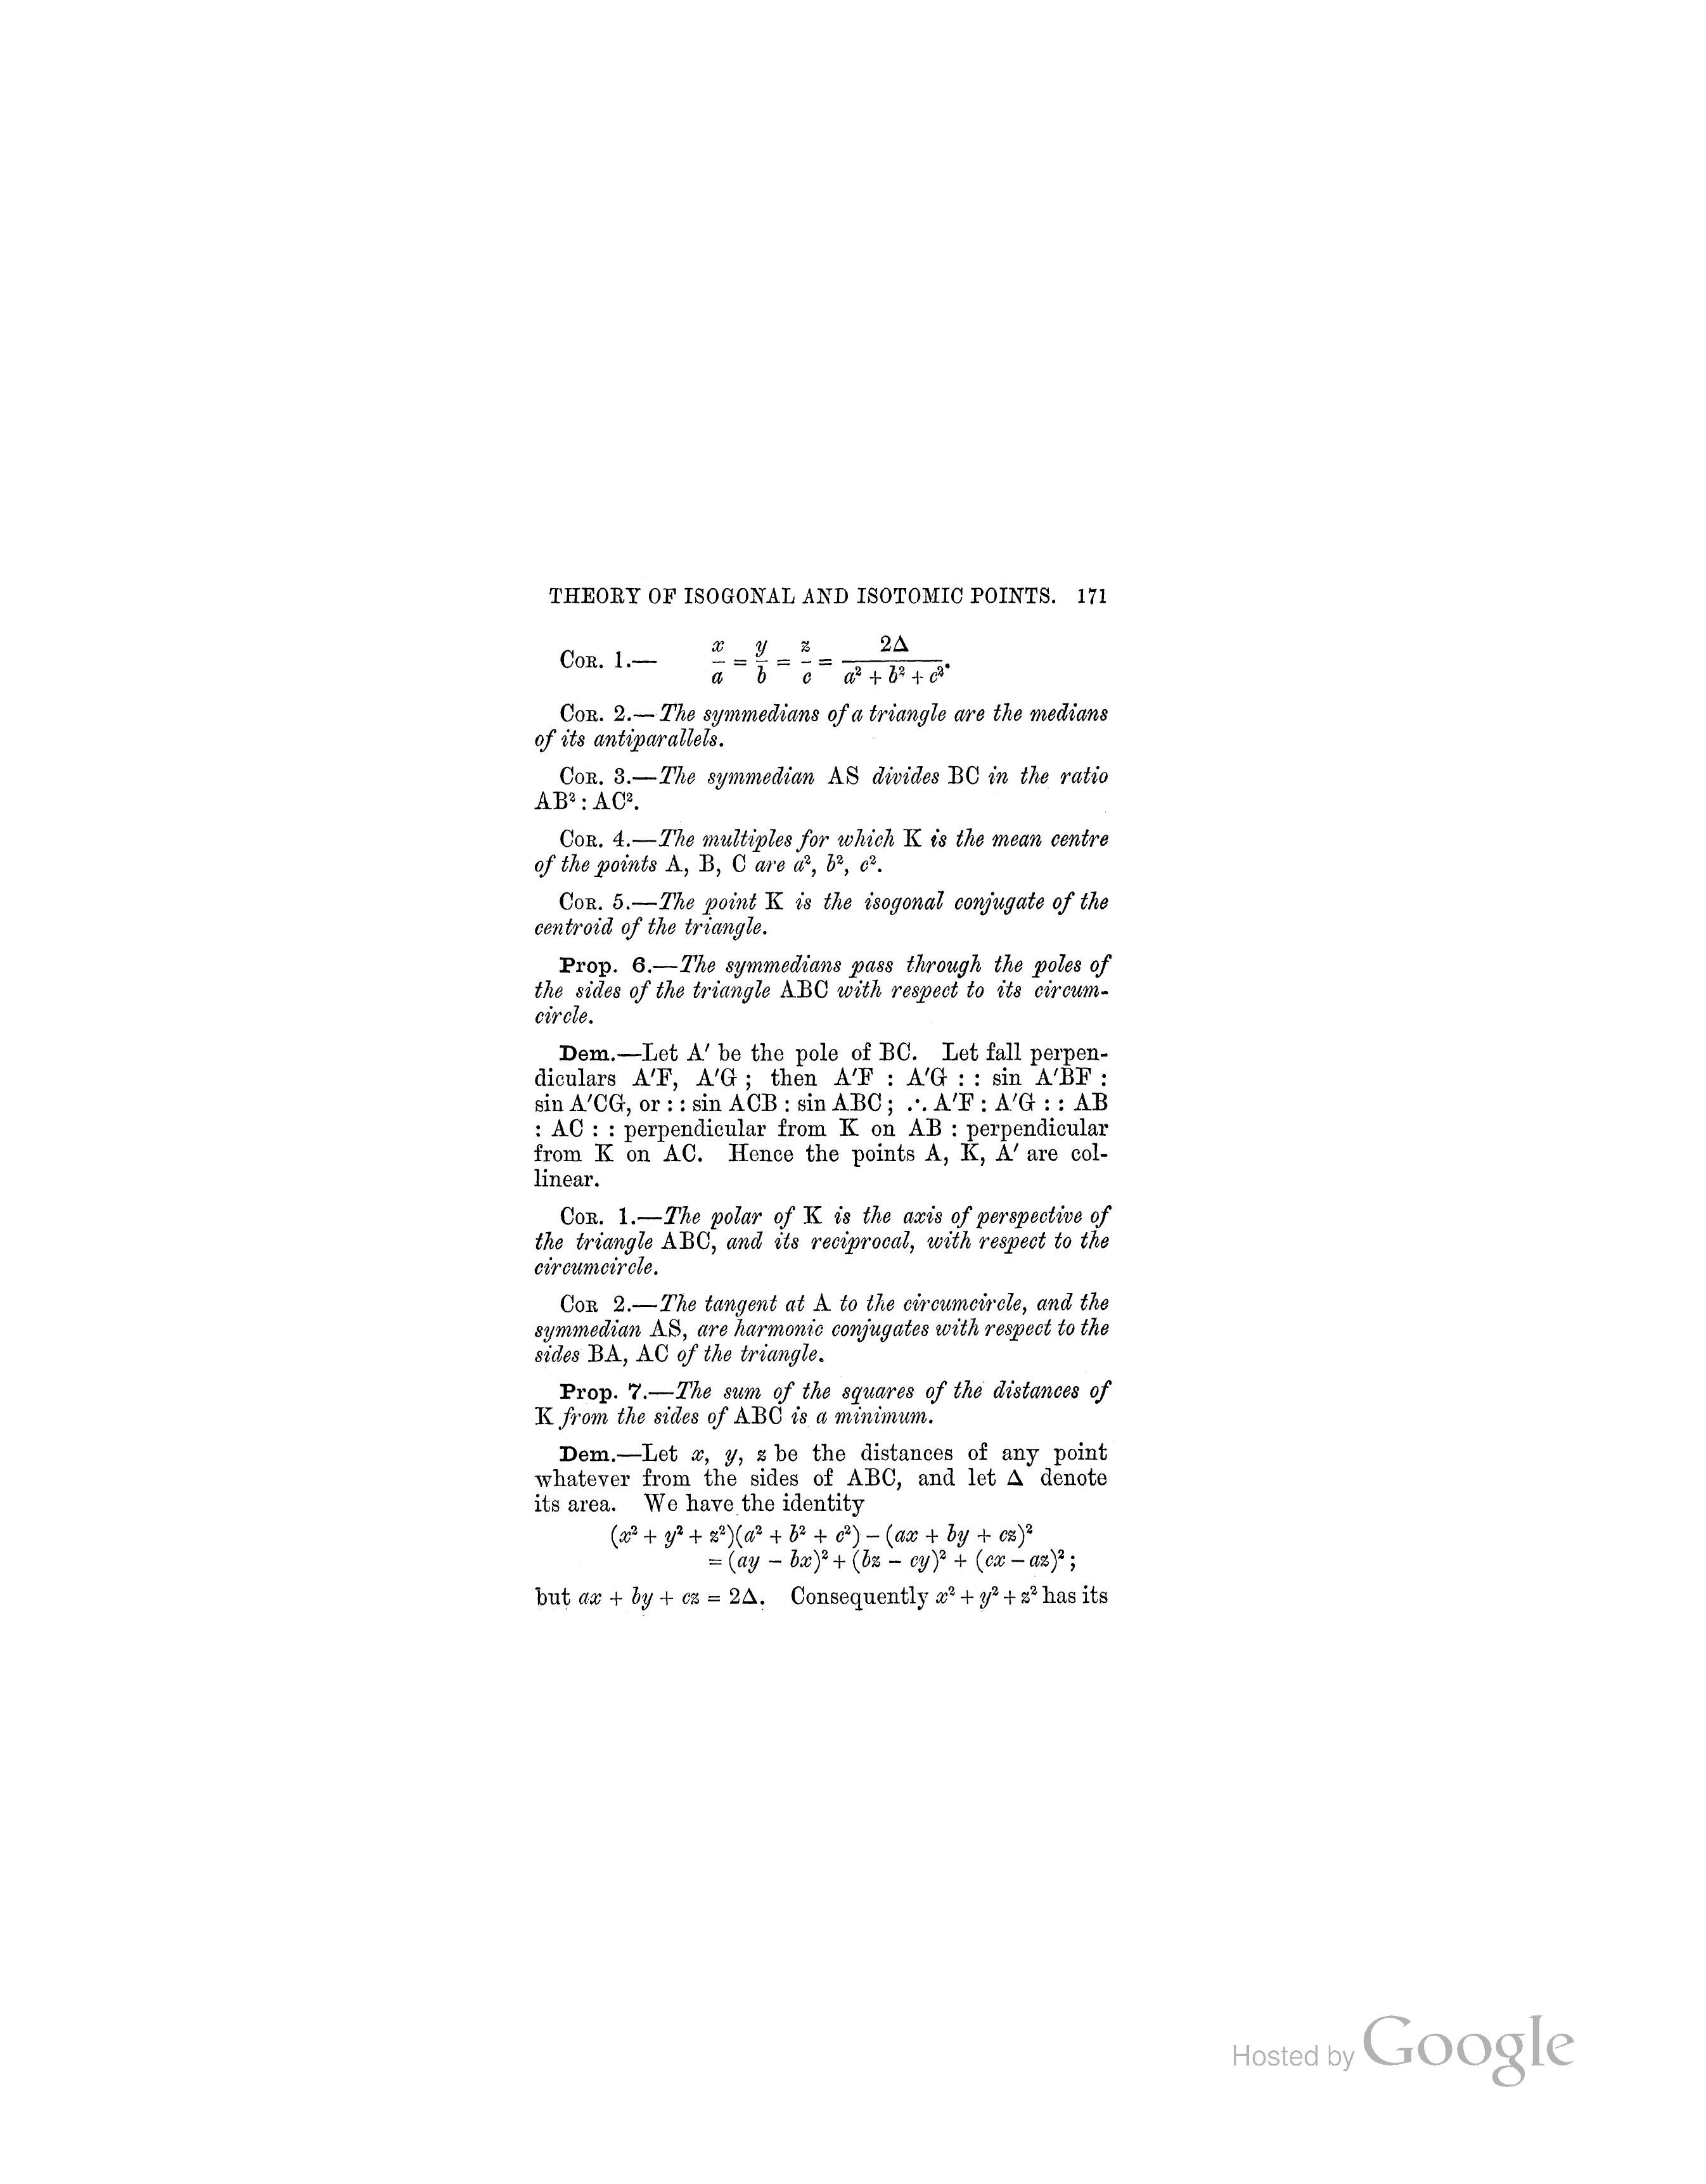 THEORY OF ISOGONAL AND ISOTOMIC POINTS. 171
COR. 1.— x/a = y/b = z/c = 2Δ/(a² + b² + c²).
COR. 2.—The symmedians of a triangle are the medians
of its antiparallels.
COR. 3.—The symmedian AS divides BC in the ratio
AB² : AC².
COR. 4.—The multiples for which K is the mean centre
of the points A, B, C are a², b², c².
COR. 5.—The point K is the isogonal conjugate of the
centroid of the triangle.
Prop. 6.—The symmedians pass through the poles of
the sides of the triangle ABC with respect to its circum-
circle.
Dem.—Let A′ be the pole of BC. Let fall perpen-
diculars A′F, A′G ; then A′F : A′G : : sin A′BF :
sin A′CG, or : : sin ACB : sin ABC ; ∴ A′F : A′G : : AB
: AC : : perpendicular from K on AB : perpendicular
from K on AC. Hence the points A, K, A′ are col-
linear.
COR. 1.—The polar of K is the axis of perspective of
the triangle ABC, and its reciprocal, with respect to the
circumcircle.
COR 2.—The tangent at A to the circumcircle, and the
symmedian AS, are harmonic conjugates with respect to the
sides BA, AC of the triangle.
Prop. 7.—The sum of the squares of the distances of
K from the sides of ABC is a minimum.
Dem.—Let x, y, z be the distances of any point
whatever from the sides of ABC, and let Δ denote
its area. We have the identity
(x² + y² + z²)(a² + b² + c²) – (ax + by + cz)²
= (ay – bx)² + (bz – cy)² + (cx – az)² ;
but ax + by + cz = 2Δ. Consequently x² + y² + z² has its
Hosted by Google